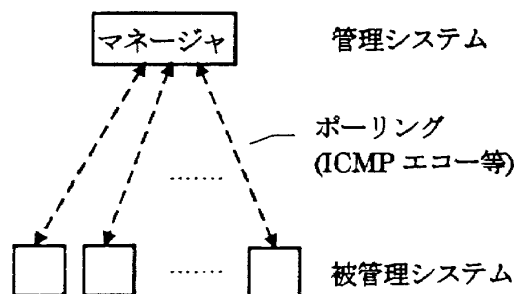 マネージャ 管理システム
ポーリング
(ICMP エコー等)
........
........ 被管理システム